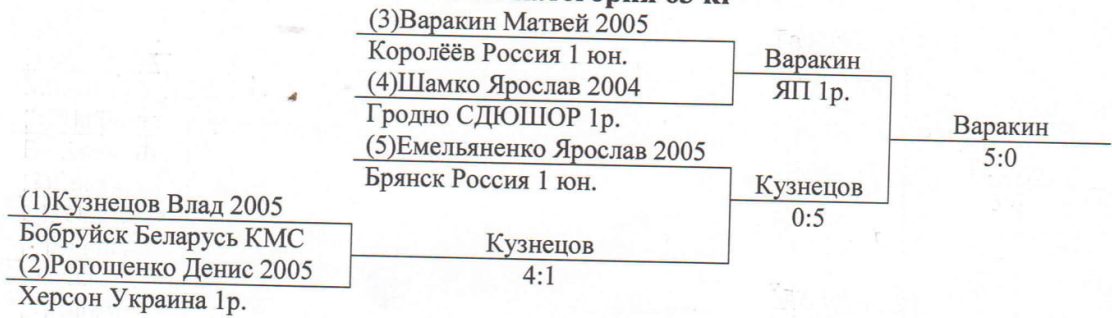 (3)Варакин Матвей 2005
Королёёв Россия 1 юн.
(4)Шамко Ярослав 2004
Гродно СДЮШОР 1р.
(5)Емельяненко Ярослав 2005
Брянск Россия 1 юн.
(1)Кузнецов Влад 2005
Бобруйск Беларусь КМС
(2)Рогощенко Денис 2005
Херсон Украина 1р.
Кузнецов
4:1
Варакин
ЯП 1р.
Кузнецов
0:5
Варакин
5:0